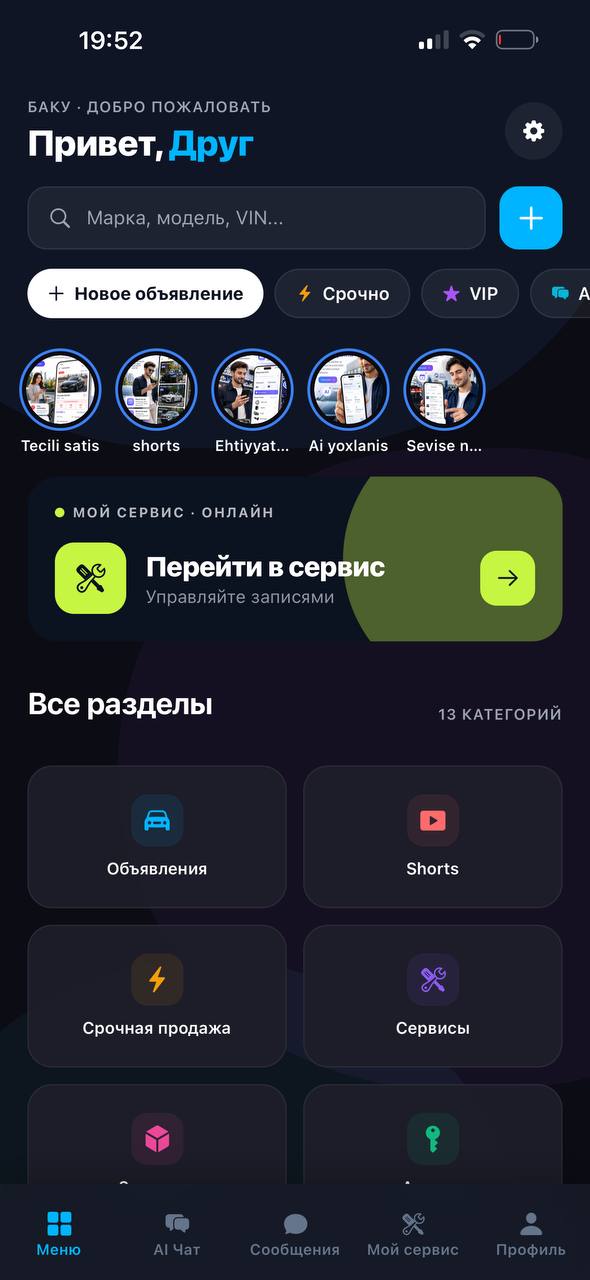 19:52
БАКУ · ДОБРО ПОЖАЛОВАТЬ
Привет, Друг
Марка, модель, VIN...
Новое объявление
Срочно
VIP
Tecili satis
shorts
Ehtiyyat...
Ai yoxlanis
Sevise n...
МОЙ СЕРВИС · ОНЛАЙН
Перейти в сервис
Управляйте записями
Все разделы
13 КАТЕГОРИЙ
Объявления
Shorts
Срочная продажа
Сервисы
Меню
AI Чат
Сообщения
Мой сервис
Профиль